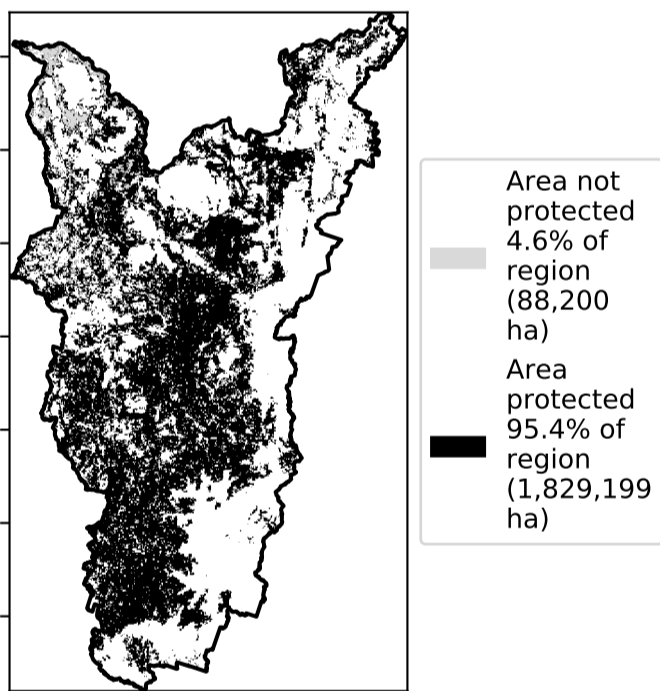 Area not
protected
4.6% of
region
(88,200
ha)
Area
protected
95.4% of
region
(1,829,199
ha)